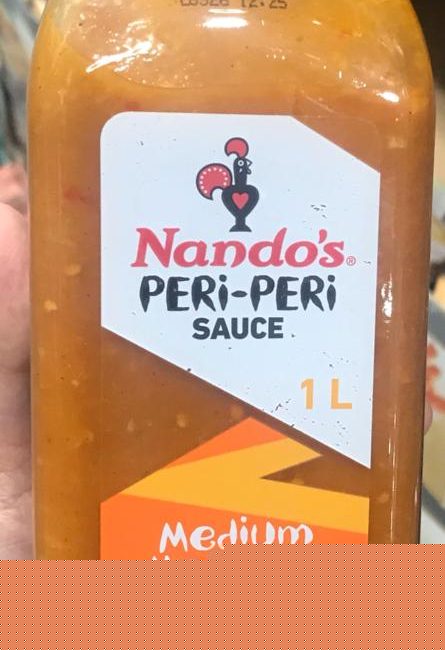 Nando's®
PERi-PERi
SAUCE
1 L
Medium